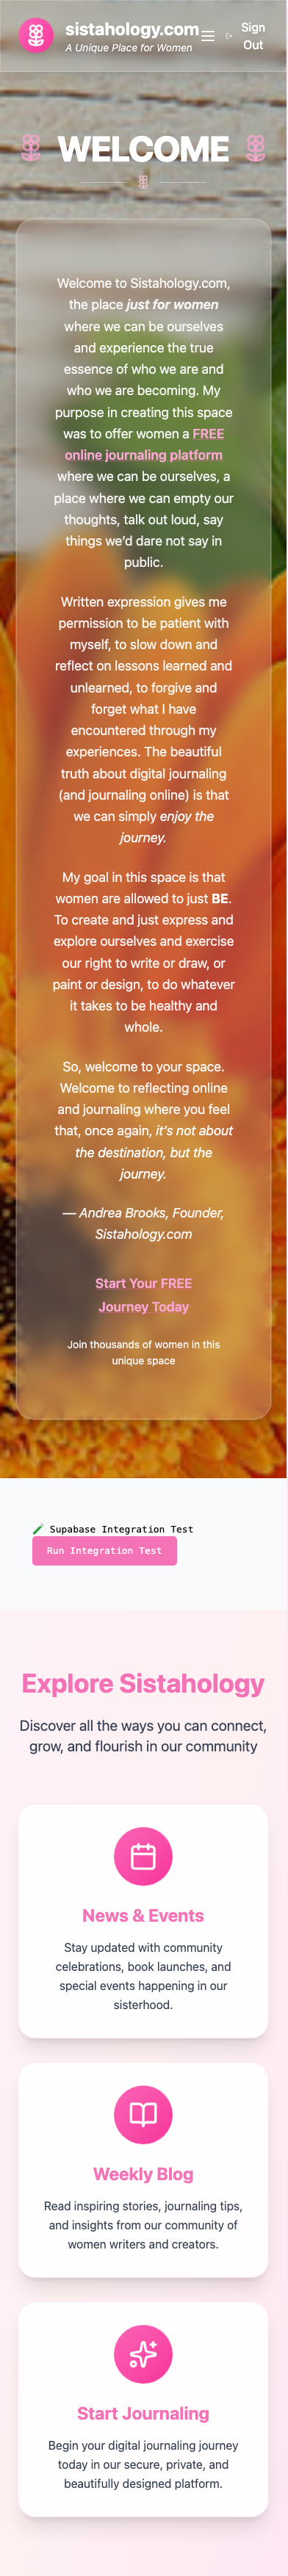 sistahology.com
A Unique Place for Women
Sign
Out
WELCOME
Welcome to Sistahology.com,
the place just for women
where we can be ourselves
and experience the true
essence of who we are and
who we are becoming. My
purpose in creating this space
was to offer women a FREE
online journaling platform
where we can be ourselves, a
place where we can empty our
thoughts, talk out loud, say
things we’d dare not say in
public.
Written expression gives me
permission to be patient with
myself, to slow down and
reflect on lessons learned and
unlearned, to forgive and
forget what I have
encountered through my
experiences. The beautiful
truth about digital journaling
(and journaling online) is that
we can simply enjoy the
journey.
My goal in this space is that
women are allowed to just BE.
To create and just express and
explore ourselves and exercise
our right to write or draw, or
paint or design, to do whatever
it takes to be healthy and
whole.
So, welcome to your space.
Welcome to reflecting online
and journaling where you feel
that, once again, it’s not about
the destination, but the
journey.
— Andrea Brooks, Founder,
Sistahology.com
Start Your FREE
Journey Today
Join thousands of women in this
unique space
🧪 Supabase Integration Test
Run Integration Test
Explore Sistahology
Discover all the ways you can connect,
grow, and flourish in our community
News & Events
Stay updated with community
celebrations, book launches, and
special events happening in our
sisterhood.
Weekly Blog
Read inspiring stories, journaling tips,
and insights from our community of
women writers and creators.
Start Journaling
Begin your digital journaling journey
today in our secure, private, and
beautifully designed platform.